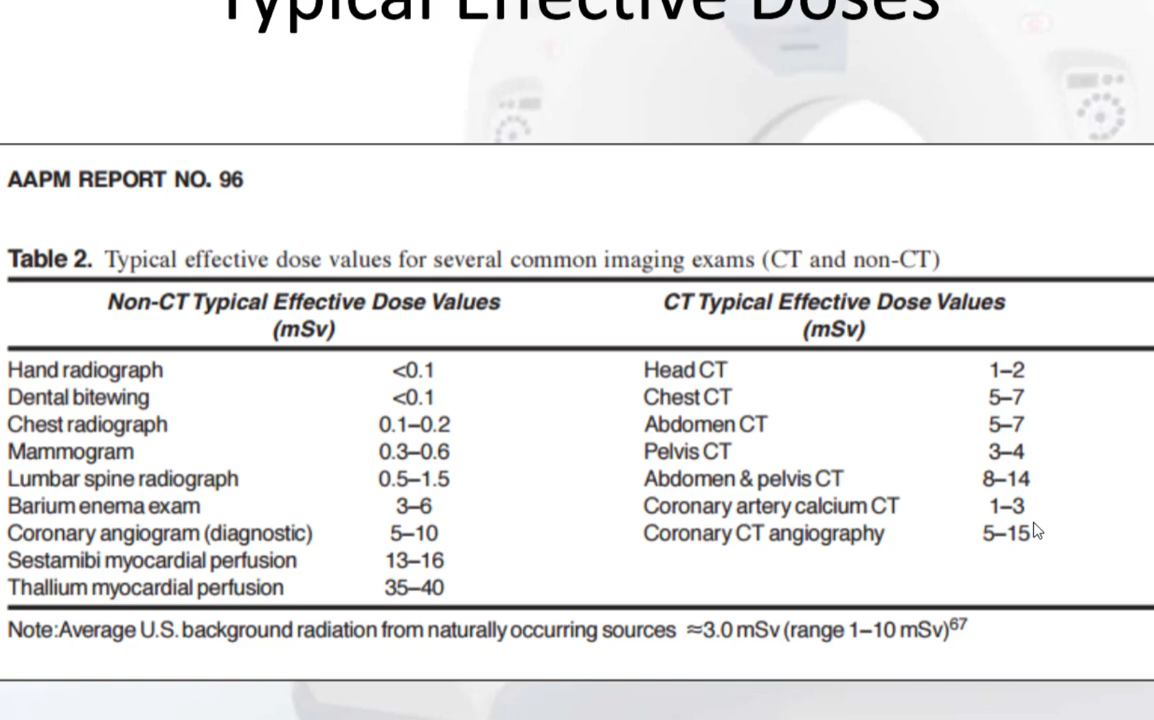 Typical Effective Doses
AAPM REPORT NO. 96
Table 2. Typical effective dose values for several common imaging exams (CT and non-CT)
Non-CT Typical Effective Dose Values CT Typical Effective Dose Values
(mSv) (mSv)
Hand radiograph <0.1 Head CT 1–2
Dental bitewing <0.1 Chest CT 5–7
Chest radiograph 0.1–0.2 Abdomen CT 5–7
Mammogram 0.3–0.6 Pelvis CT 3–4
Lumbar spine radiograph 0.5–1.5 Abdomen & pelvis CT 8–14
Barium enema exam 3–6 Coronary artery calcium CT 1–3
Coronary angiogram (diagnostic) 5–10 Coronary CT angiography 5–15
Sestamibi myocardial perfusion 13–16
Thallium myocardial perfusion 35–40
Note:Average U.S. background radiation from naturally occurring sources ≈3.0 mSv (range 1–10 mSv)67